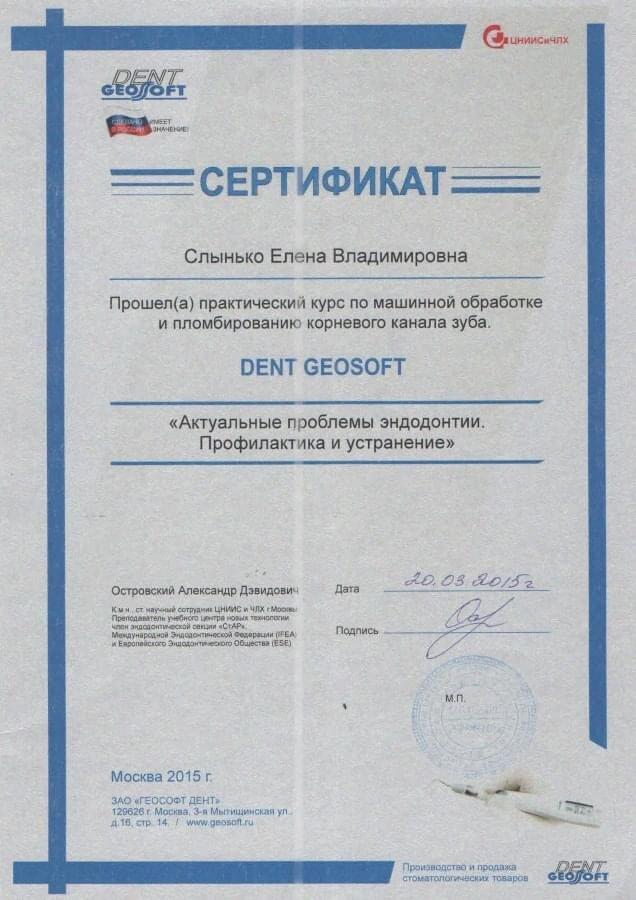 ЦНИИСиЧЛХ
DENT
GEOSOFT
СДЕЛАНО ИМЕЕТ
В РОССИИ ЗНАЧЕНИЕ!
СЕРТИФИКАТ
Слынько Елена Владимировна
Прошел(а) практический курс по машинной обработке
и пломбированию корневого канала зуба.
DENT GEOSOFT
«Актуальные проблемы эндодонтии.
Профилактика и устранение»
Островский Александр Дэвидович
К.м н., ст. научный сотрудник ЦНИИС и ЧЛХ г.Москвы
Преподаватель учебного центра новых технологии
член эндодонтической секции «СтАР»,
Международной Эндодонтической Федерации (IFEA)
и Европейского Эндодонтического Общества (ESE)
Дата 20.03.2015г
Подпись
М.П.
Москва 2015 г.
ЗАО «ГЕОСОФТ ДЕНТ»
129626 г. Москва, 3-я Мытищинская ул.,
д.16, стр. 14. / www.geosoft.ru
Производство и продажа
стоматологических товаров
DENT
GEOSOFT